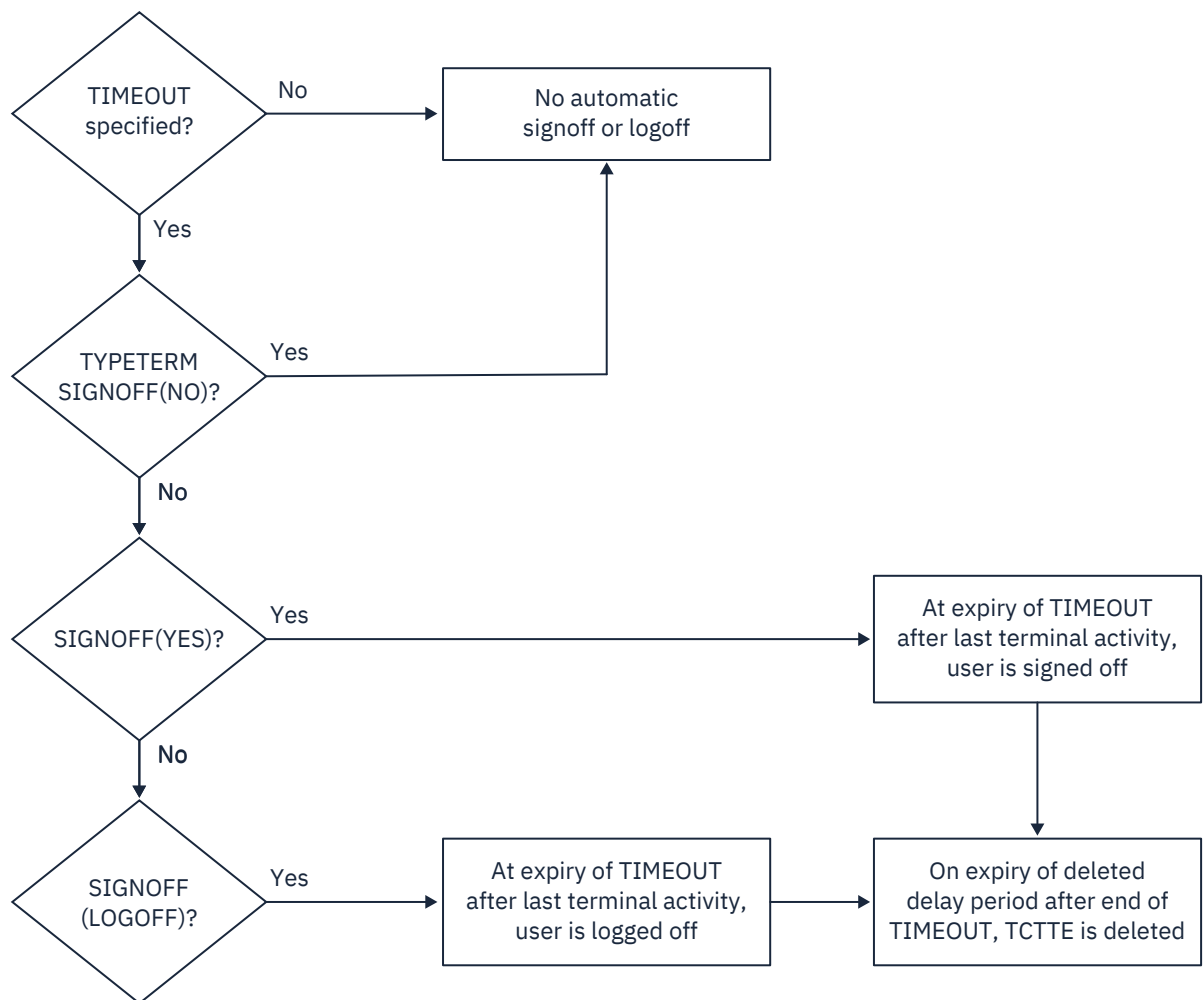 TIMEOUT
specified?
No
No automatic
signoff or logoff
Yes
TYPETERM
SIGNOFF(NO)?
Yes
No
SIGNOFF(YES)?
Yes
At expiry of TIMEOUT
after last terminal activity,
user is signed off
No
SIGNOFF
(LOGOFF)?
Yes
At expiry of TIMEOUT
after last terminal activity,
user is logged off
On expiry of deleted
delay period after end of
TIMEOUT, TCTTE is deleted